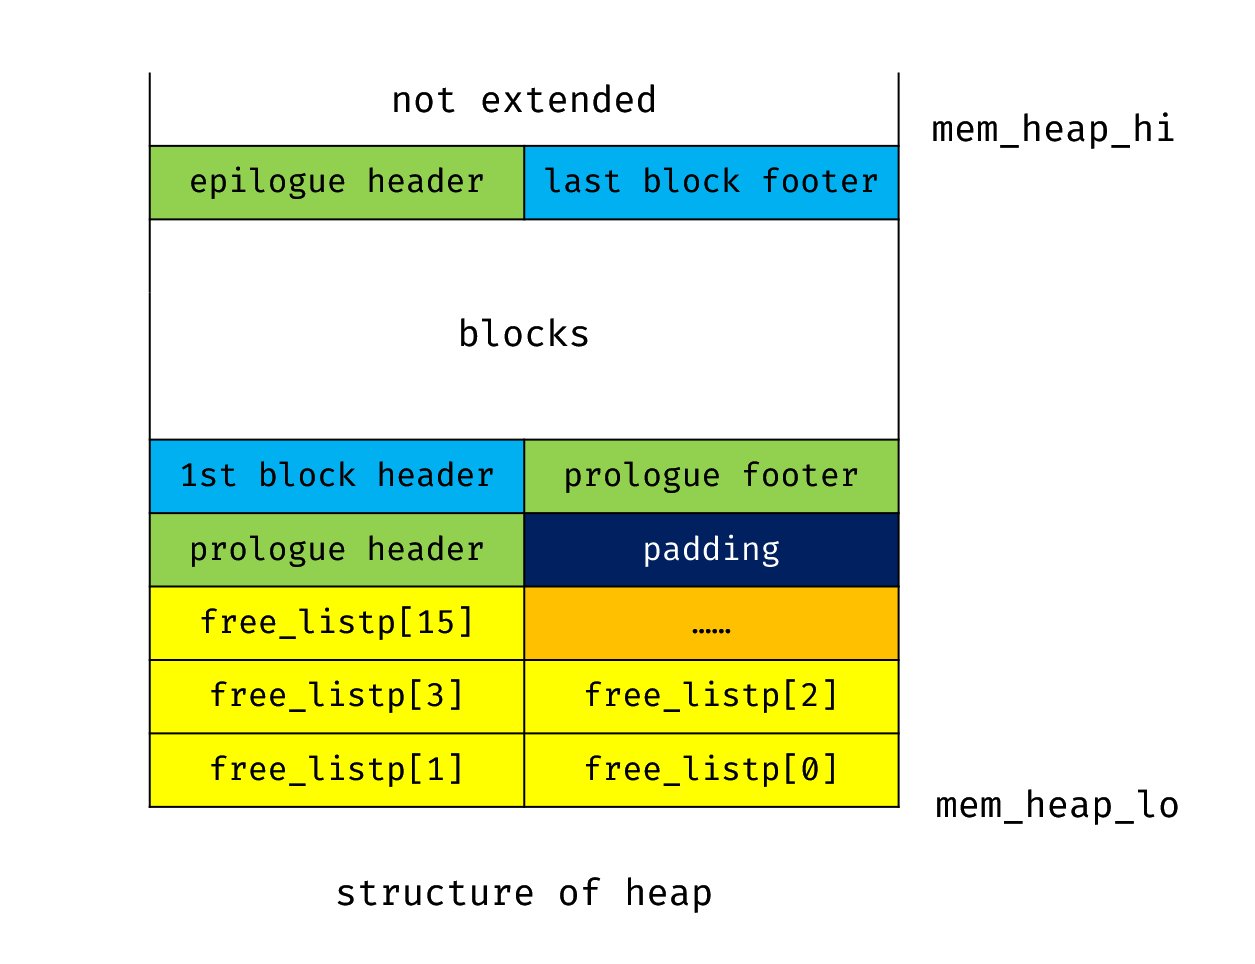 not extended
mem_heap_hi
epilogue header
last block footer
blocks
1st block header
prologue footer
prologue header
padding
free_listp[15]
……
free_listp[3]
free_listp[2]
free_listp[1]
free_listp[0]
mem_heap_lo
structure of heap